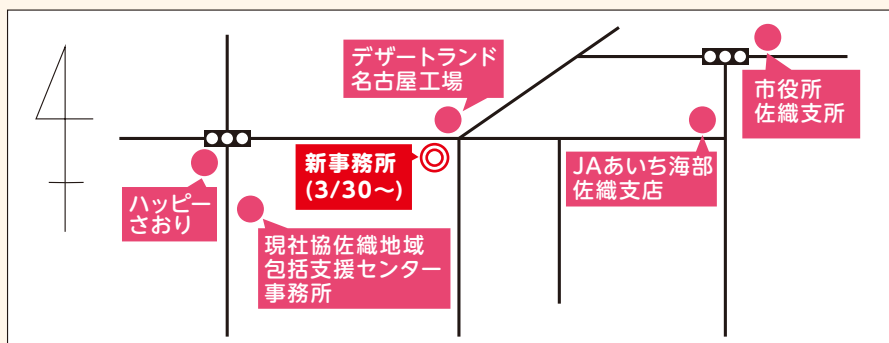 デザートランド
名古屋工場
市役所
佐織支所
新事務所
(3/30〜)
JAあいち海部
佐織支店
ハッピー
さおり
現社協佐織地域
包括支援センター
事務所